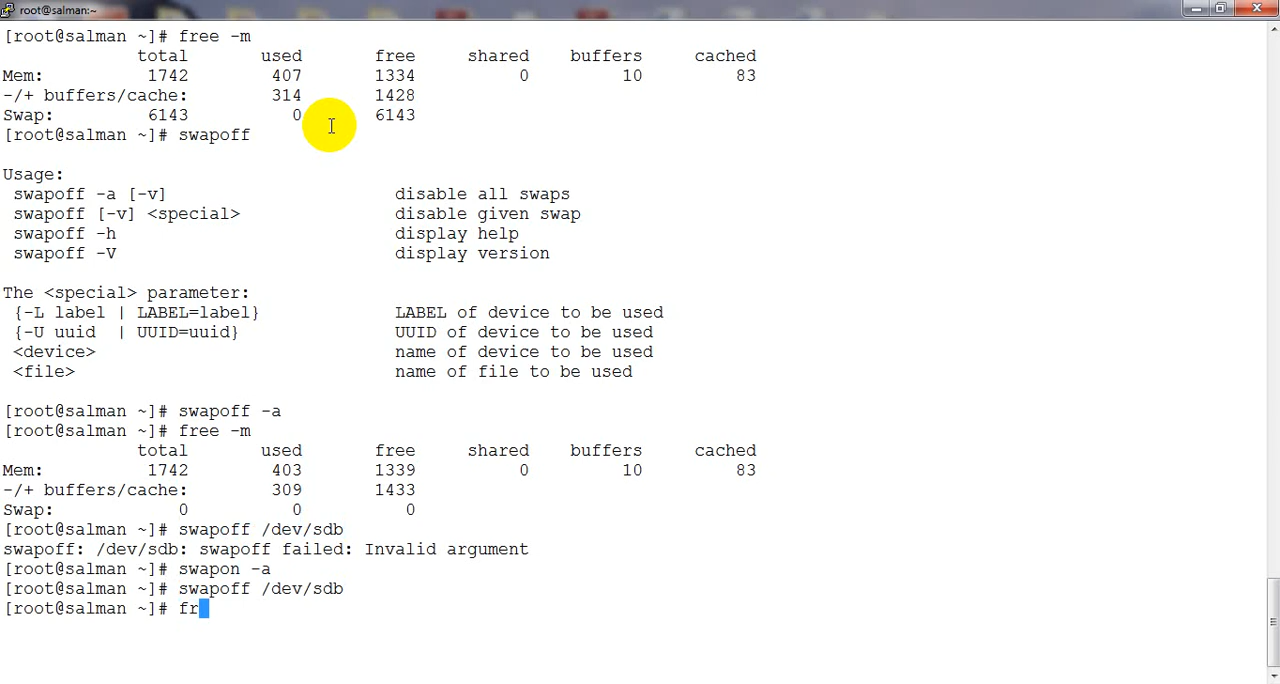 root@salman:~
[root@salman ~]# free -m
total used free shared buffers cached
Mem: 1742 407 1334 0 10 83
-/+ buffers/cache: 314 1428
Swap: 6143 0 6143
[root@salman ~]# swapoff
Usage:
swapoff -a [-v] disable all swaps
swapoff [-v] <special> disable given swap
swapoff -h display help
swapoff -V display version
The <special> parameter:
{-L label | LABEL=label} LABEL of device to be used
{-U uuid | UUID=uuid} UUID of device to be used
<device> name of device to be used
<file> name of file to be used
[root@salman ~]# swapoff -a
[root@salman ~]# free -m
total used free shared buffers cached
Mem: 1742 403 1339 0 10 83
-/+ buffers/cache: 309 1433
Swap: 0 0 0
[root@salman ~]# swapoff /dev/sdb
swapoff: /dev/sdb: swapoff failed: Invalid argument
[root@salman ~]# swapon -a
[root@salman ~]# swapoff /dev/sdb
[root@salman ~]# fr